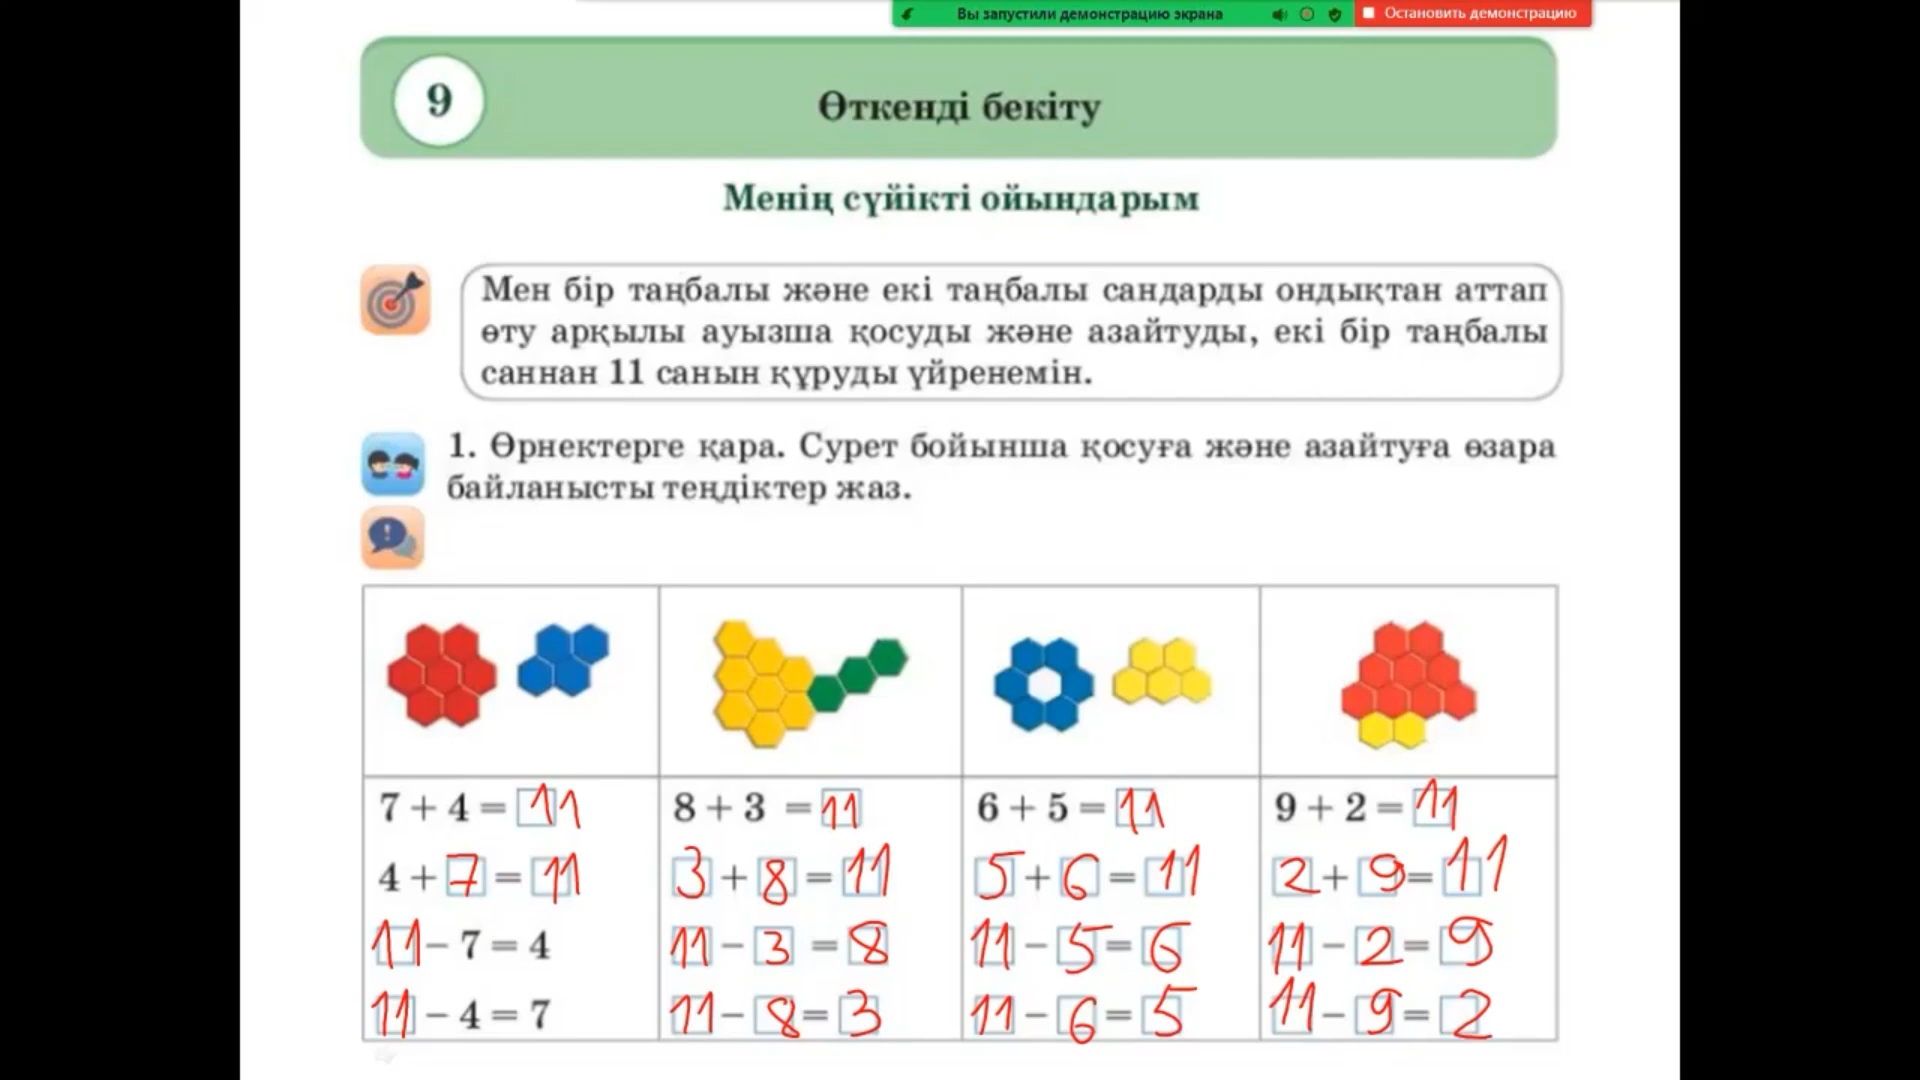 Вы запустили демонстрацию экрана
Остановить демонстрацию
9
Өткенді бекіту
Менің сүйікті ойындарым
Мен бір таңбалы және екі таңбалы сандарды ондықтан аттап
өту арқылы ауызша қосуды және азайтуды, екі бір таңбалы
саннан 11 санын құруды үйренемін.
1. Өрнектерге қара. Сурет бойынша қосуға және азайтуға өзара
байланысты теңдіктер жаз.
!
7 + 4 = 11
4 + 7 = 11
11 − 7 = 4
11 − 4 = 7
8 + 3 = 11
3 + 8 = 11
11 − 3 = 8
11 − 8 = 3
6 + 5 = 11
5 + 6 = 11
11 − 5 = 6
11 − 6 = 5
9 + 2 = 11
2 + 9 = 11
11 − 2 = 9
11 − 9 = 2